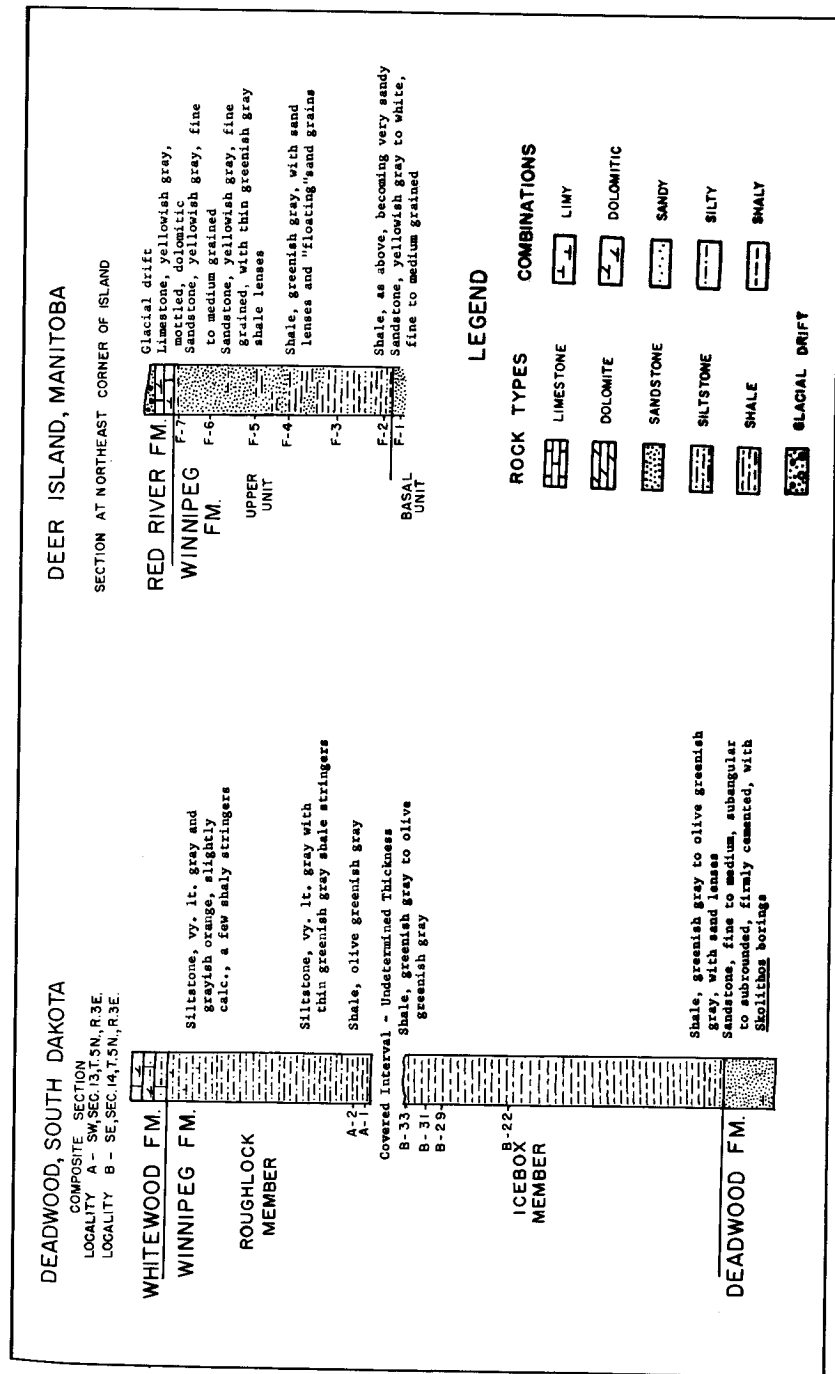 DEADWOOD, SOUTH DAKOTA
COMPOSITE SECTION
LOCALITY A - SW, SEC. 13, T. 5 N., R. 3 E.
LOCALITY B - SE, SEC. 14, T. 5 N., R. 3 E.
WHITEWOOD FM.
WINNIPEG FM.
ROUGHLOCK
MEMBER
A-2
A-1
Siltstone, vy. lt. gray and
grayish orange, slightly
calc., a few shaly stringers
Siltstone, vy. lt. gray with
thin greenish gray shale stringers
Shale, olive greenish gray
Covered Interval - Undetermined Thickness
B-33
B-31
B-29
B-22
ICEBOX
MEMBER
Shale, greenish gray to olive
greenish gray
Shale, greenish gray to olive greenish
gray, with sand lenses
Sandstone, fine to medium, subangular
to subrounded, firmly cemented, with
Skolithos borings
DEADWOOD FM.
DEER ISLAND, MANITOBA
SECTION AT NORTHEAST CORNER OF ISLAND
RED RIVER FM.
WINNIPEG
FM.
UPPER
UNIT
BASAL
UNIT
F-7
F-6
F-5
F-4
F-3
F-2
F-1
Glacial drift
Limestone, yellowish gray,
mottled, dolomitic
Sandstone, yellowish gray, fine
to medium grained
Sandstone, yellowish gray, fine
grained, with thin greenish gray
shale lenses
Shale, greenish gray, with sand
lenses and "floating" sand grains
Shale, as above, becoming very sandy
Sandstone, yellowish gray to white,
fine to medium grained
LEGEND
ROCK TYPES
LIMESTONE
DOLOMITE
SANDSTONE
SILTSTONE
SHALE
GLACIAL DRIFT
COMBINATIONS
LIMY
DOLOMITIC
SANDY
SILTY
SHALY